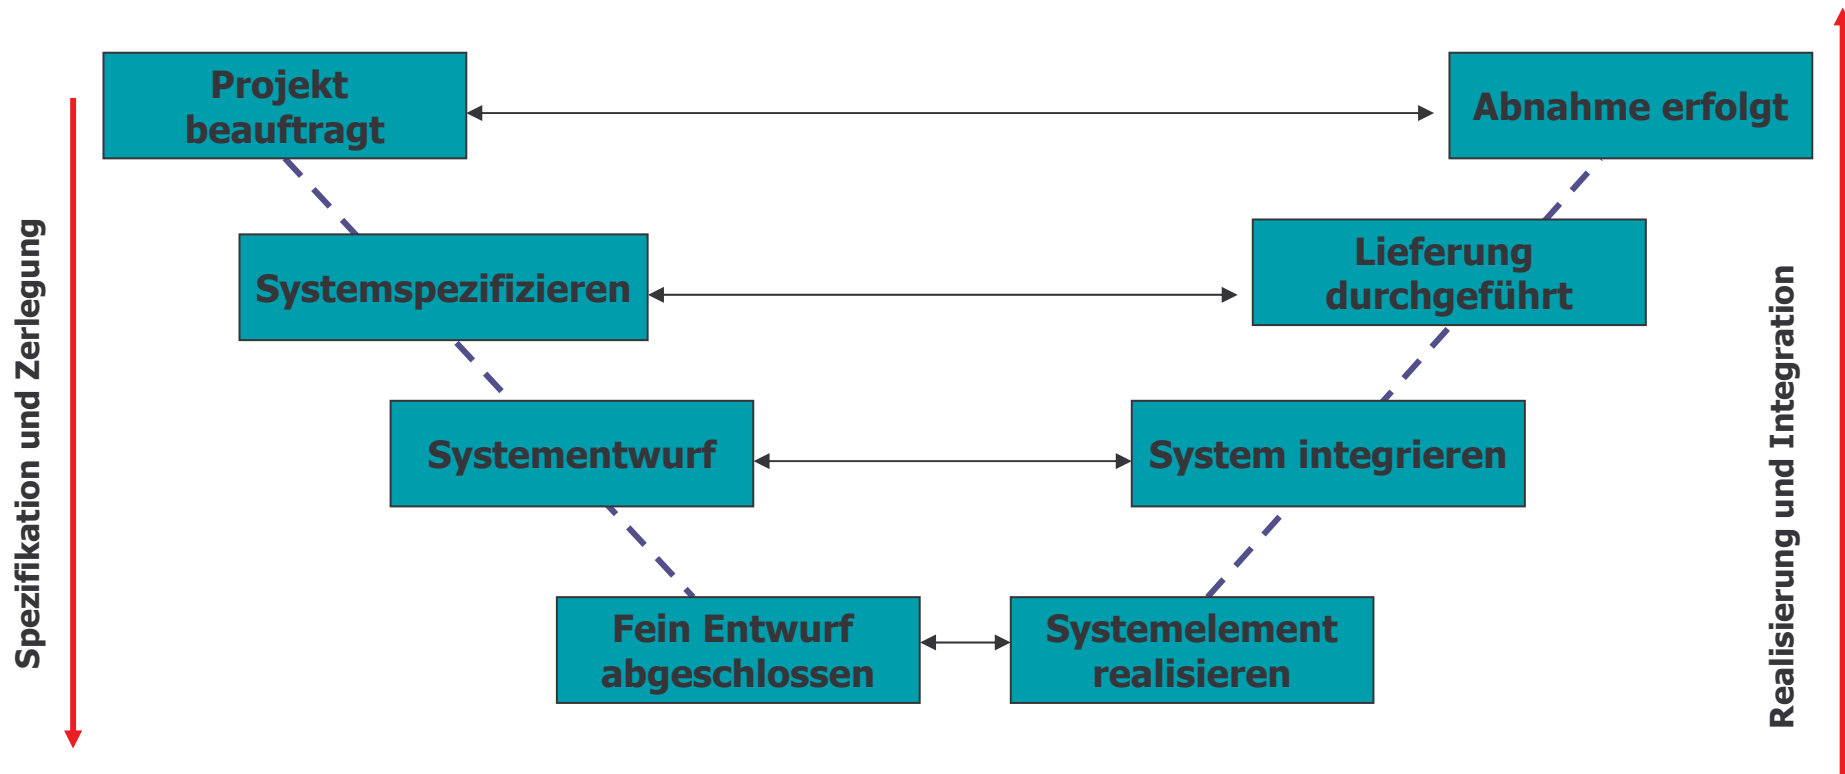 Projekt
beauftragt
Abnahme erfolgt
Systemspezifizieren
Lieferung
durchgeführt
Systementwurf
System integrieren
Fein Entwurf
abgeschlossen
Systemelement
realisieren
Spezifikation und Zerlegung
Realisierung und Integration